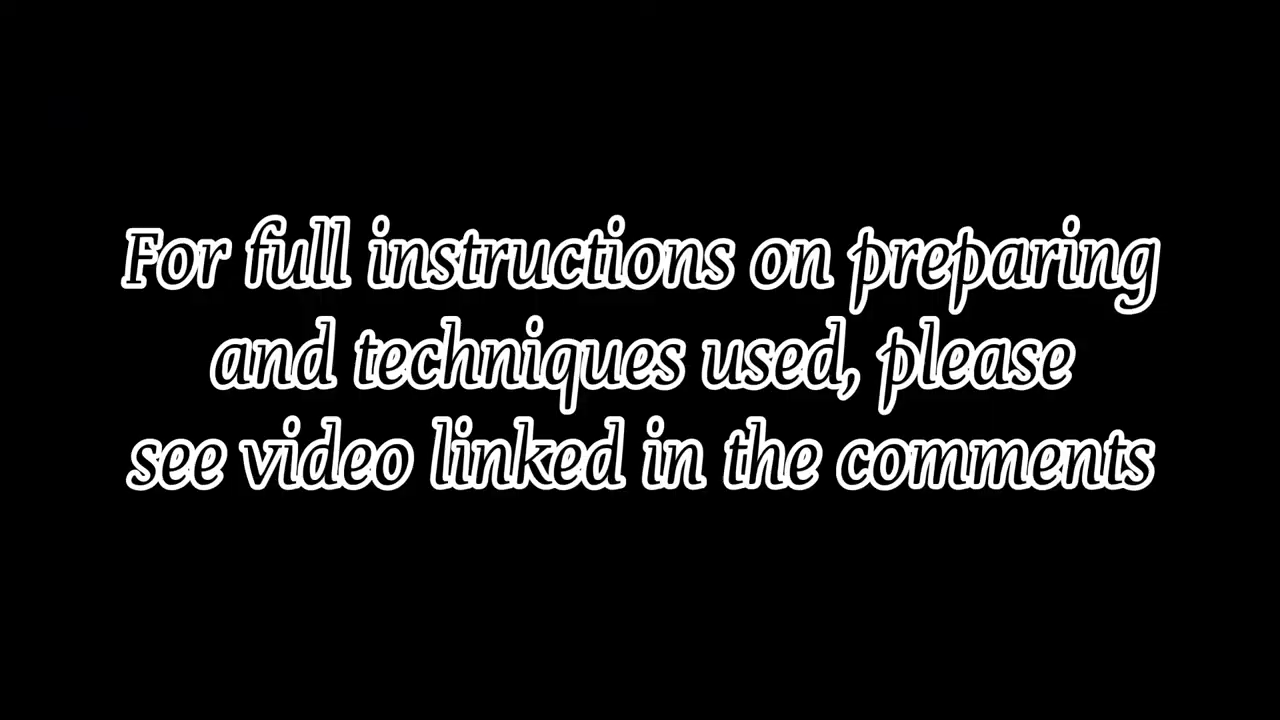 For full instructions on preparing
and techniques used, please
see video linked in the comments